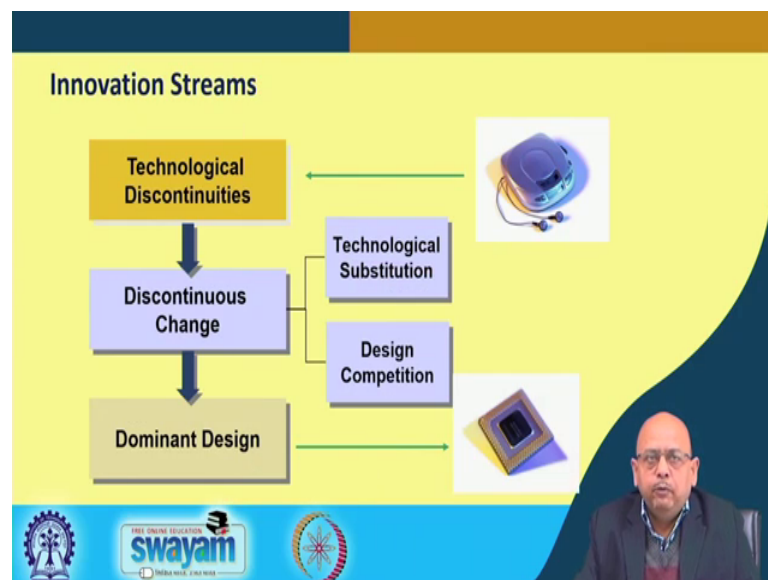 Innovation Streams
Technological
Discontinuities
Technological
Substitution
Discontinuous
Change
Design
Competition
Dominant Design
FREE ONLINE EDUCATION
swayam